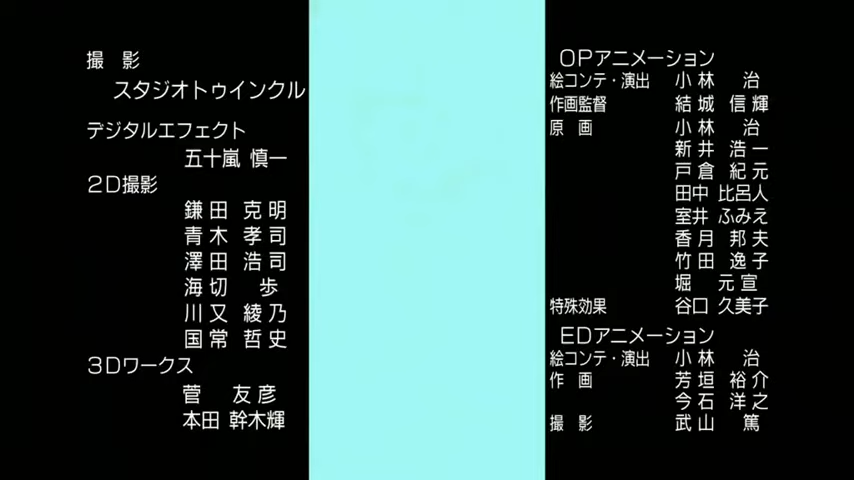 撮 影
スタジオトゥインクル
デジタルエフェクト
五十嵐 慎一
2D撮影
鎌田 克明
青木 孝司
澤田 浩司
海切 歩
川又 綾乃
国常 哲史
3Dワークス
菅 友彦
本田 幹木輝
OPアニメーション
絵コンテ・演出 小林 治
作画監督 結城 信輝
原 画 小林 治
新井 浩一
戸倉 紀元
田中 比呂人
室井 ふみえ
香月 邦夫
竹田 逸子
堀 元宣
特殊効果 谷口 久美子
EDアニメーション
絵コンテ・演出 小林 治
作 画 芳垣 裕介
今石 洋之
撮 影 武山 篤